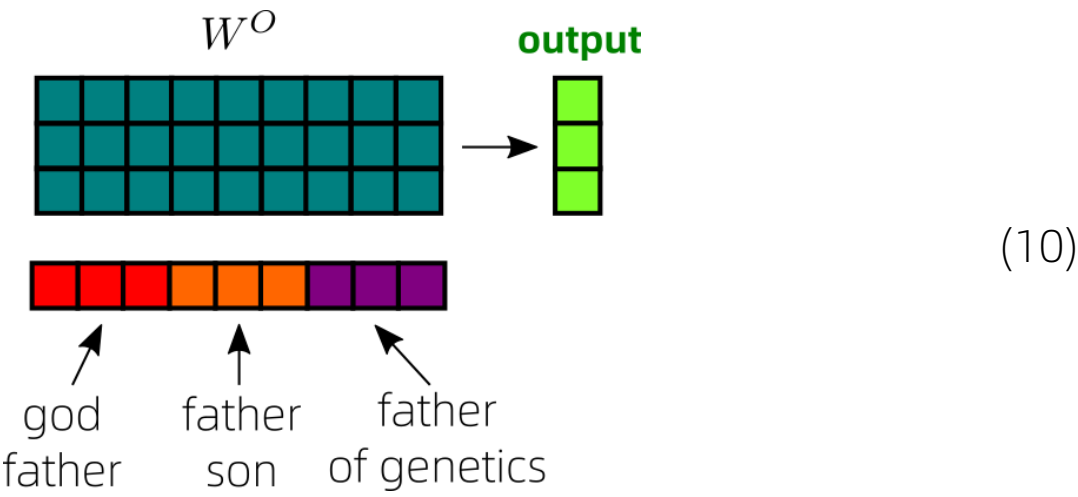 W^O
output
(10)
god
father
father
son
father
of genetics